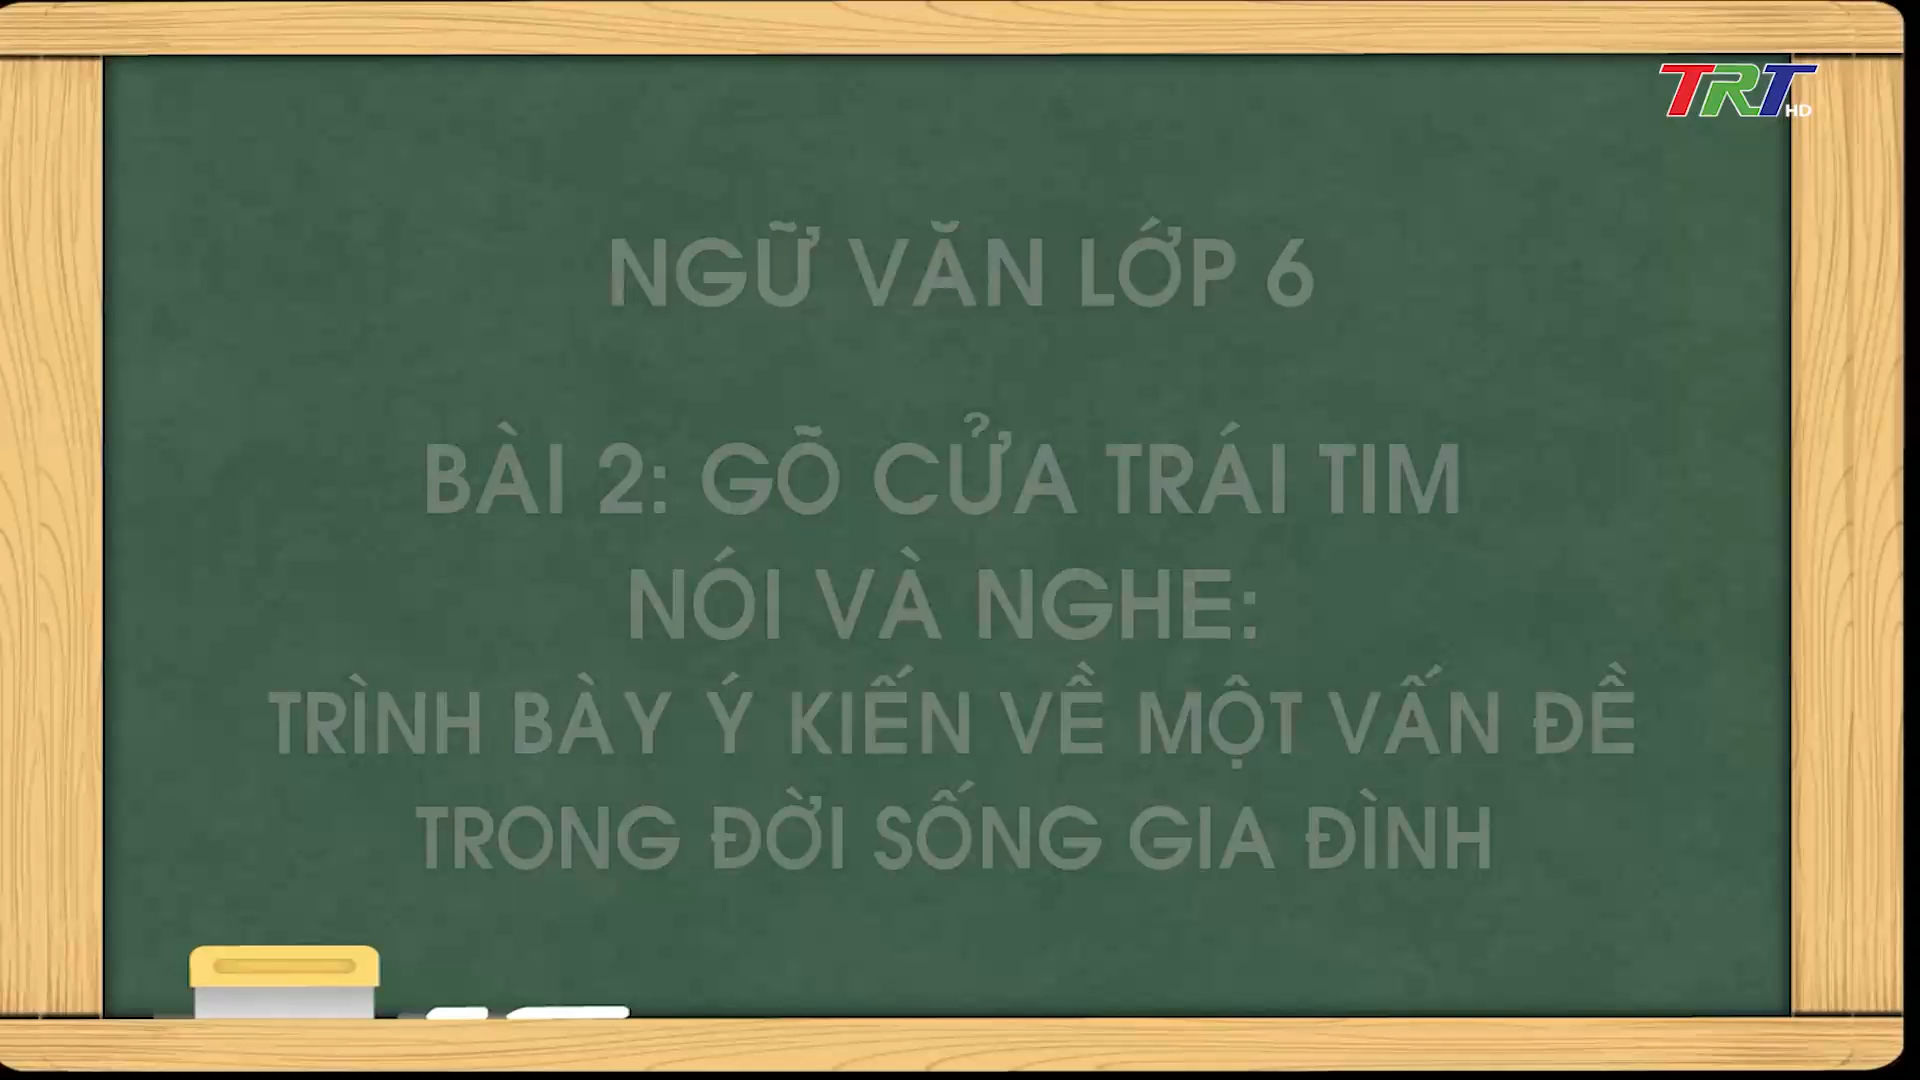 TRT HD
NGỮ VĂN LỚP 6
BÀI 2: GÕ CỬA TRÁI TIM
NÓI VÀ NGHE:
TRÌNH BÀY Ý KIẾN VỀ MỘT VẤN ĐỀ
TRONG ĐỜI SỐNG GIA ĐÌNH